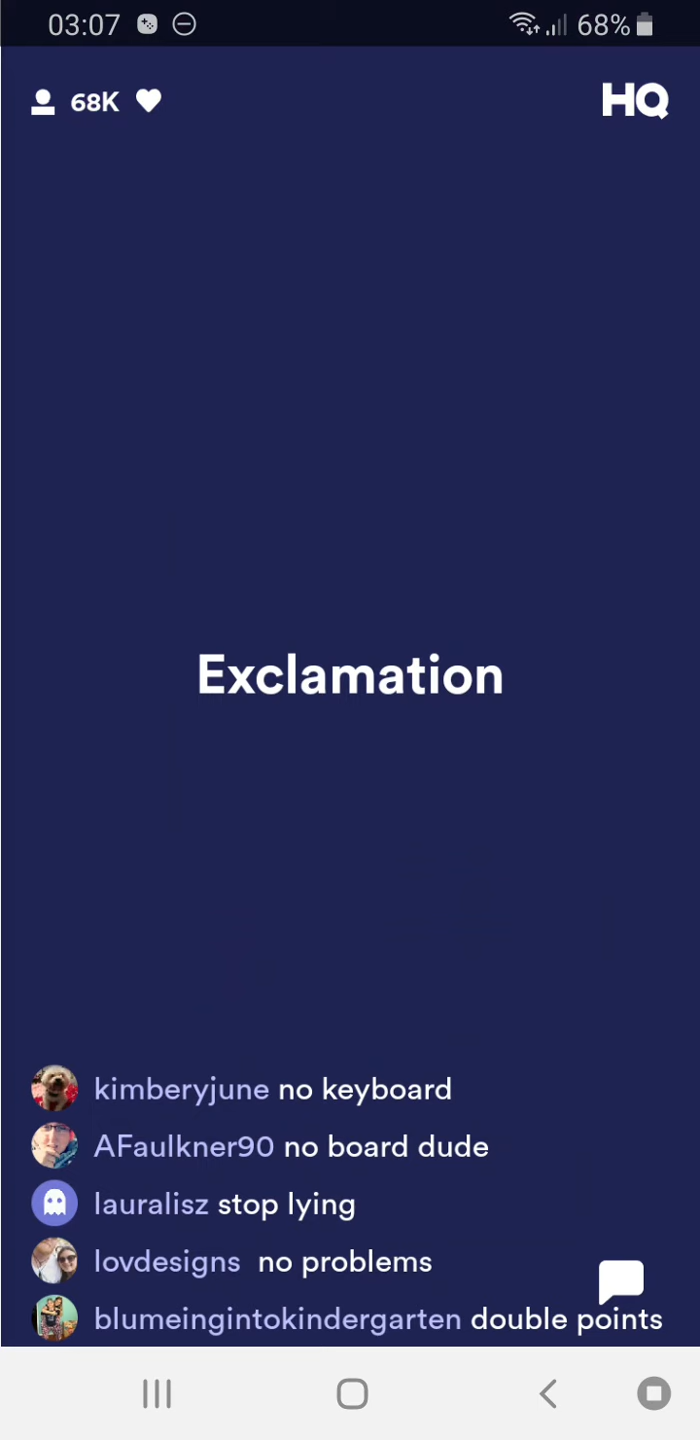 03:07 68%
68K HQ
Exclamation
kimberyjune no keyboard
AFaulkner90 no board dude
lauralisz stop lying
lovdesigns no problems
blumeingintokindergarten double points